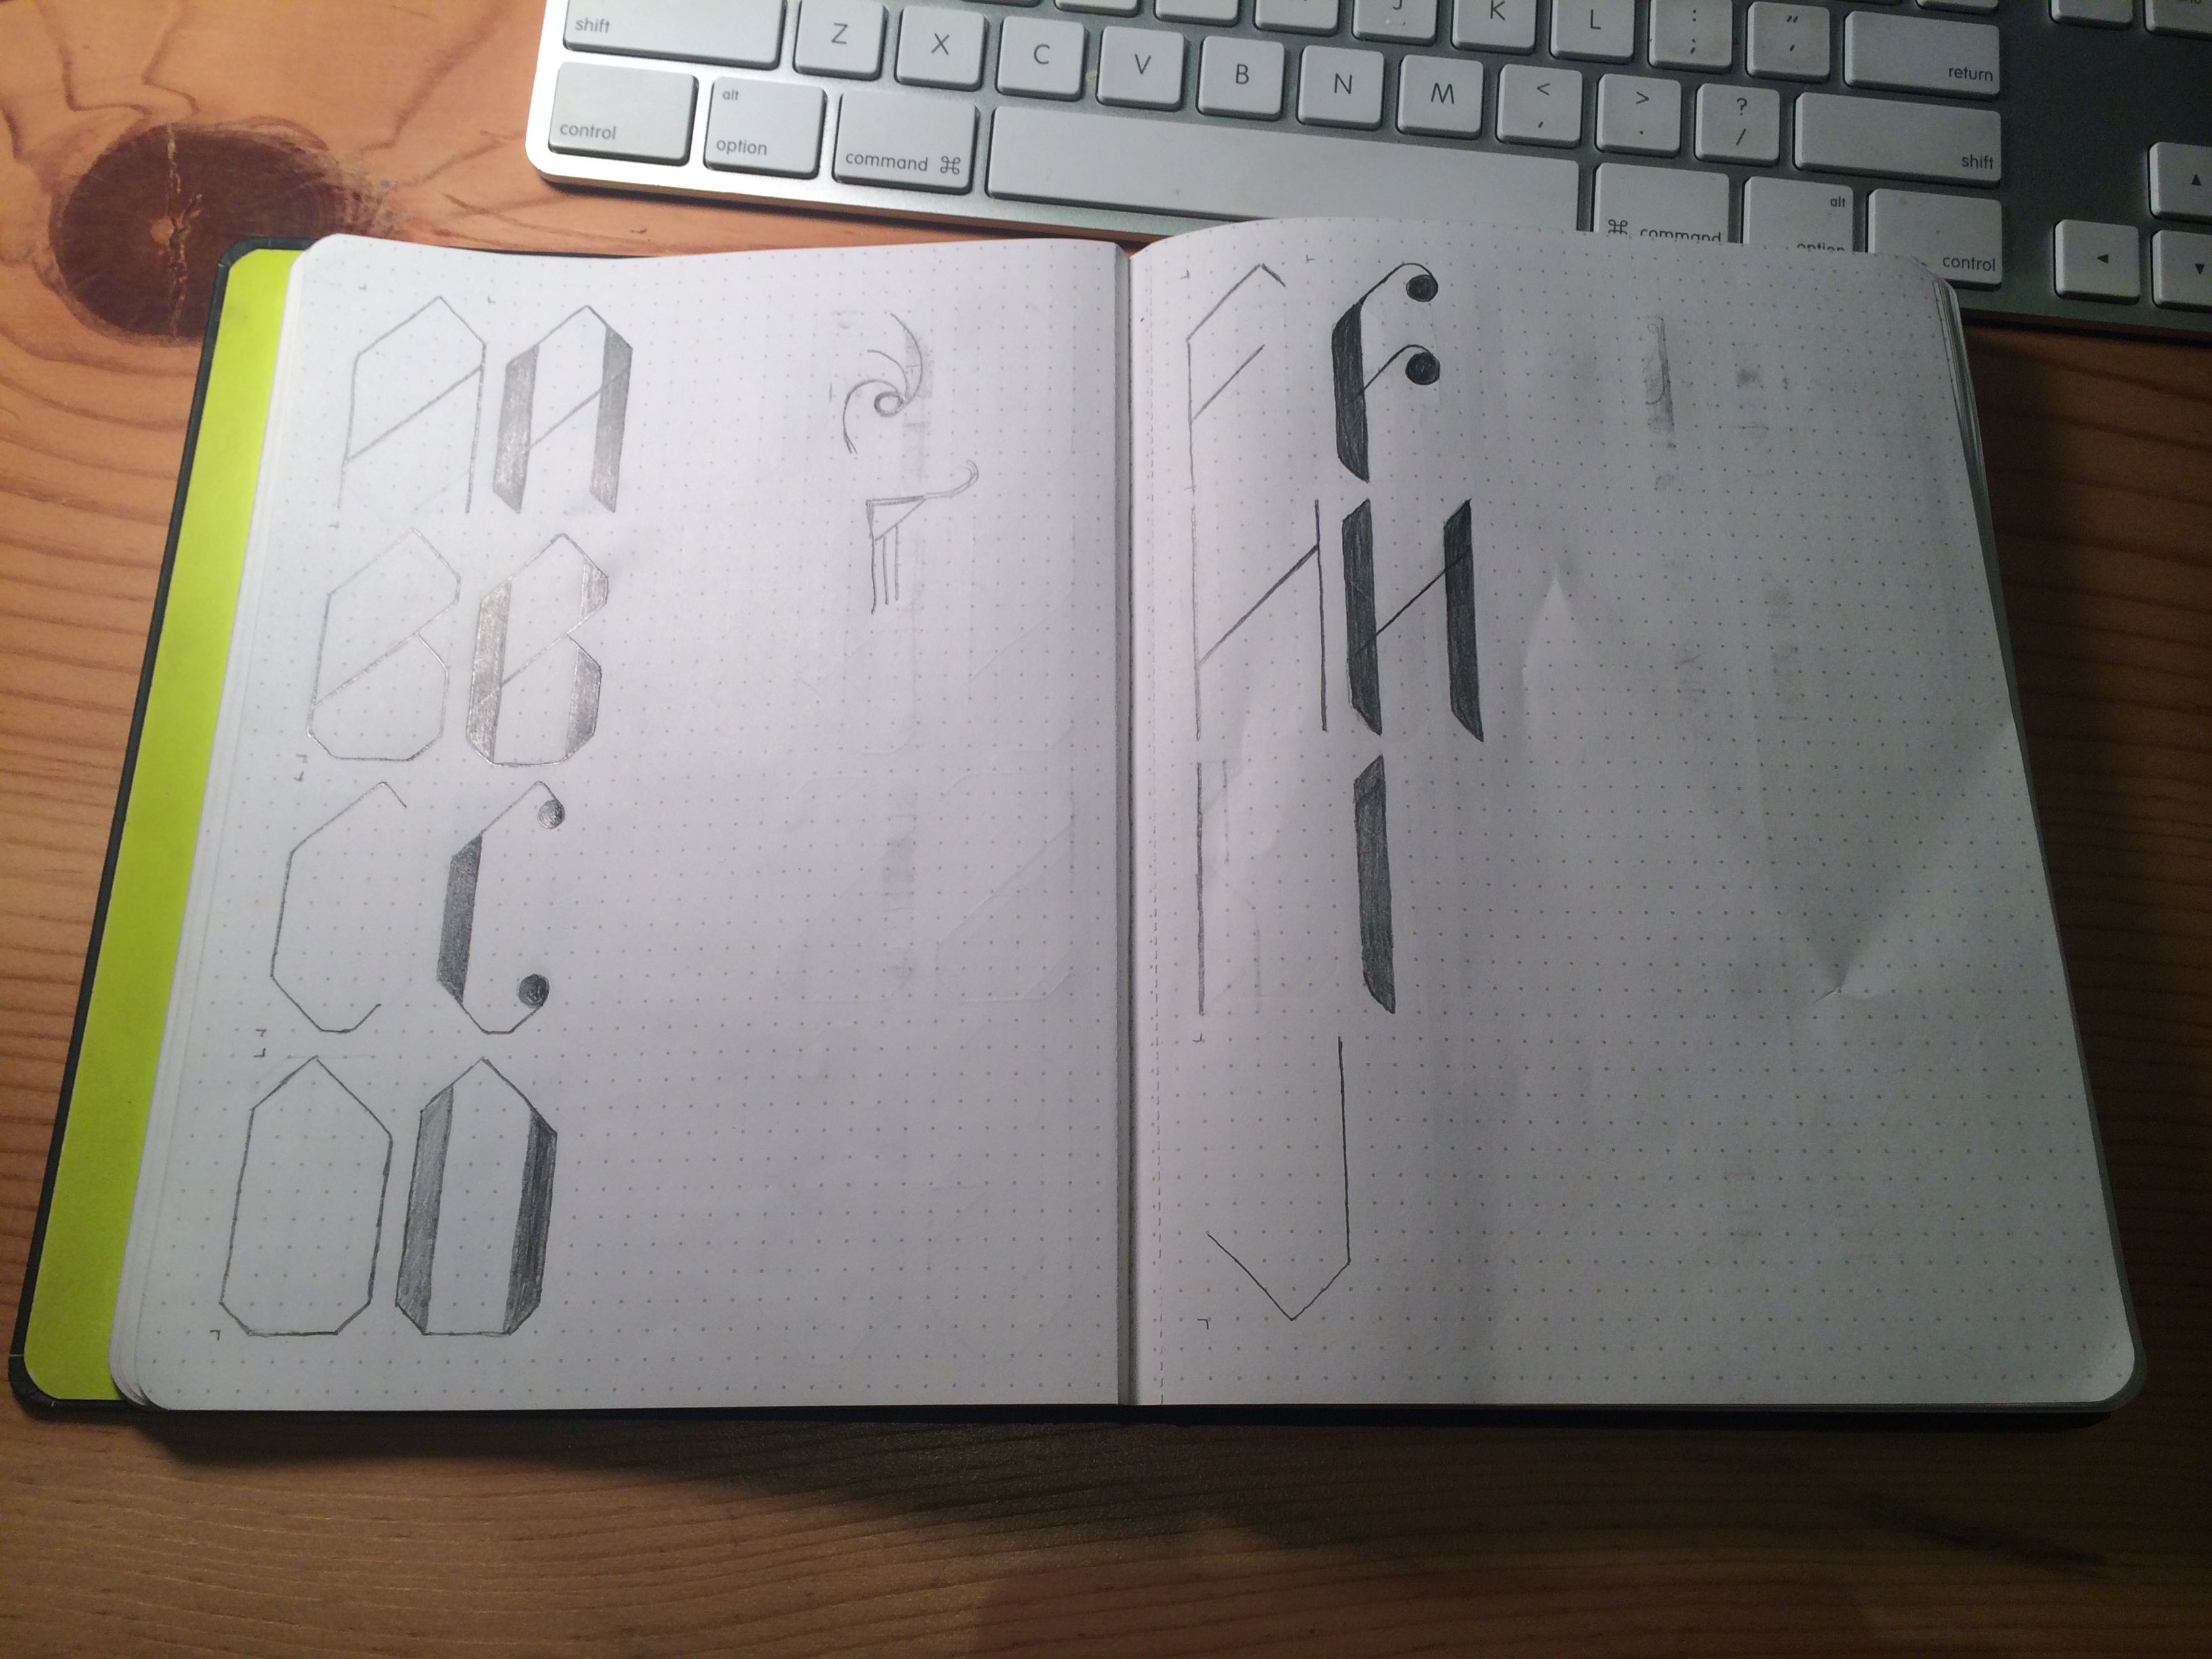 shift Z X C V B N M < , > . ? / shift
J K L : ; " ' return
control alt option command ⌘ ⌘ command alt option control
◄ ▲ ▼
A A
B B
C C
D D
F F
H H
I I
J